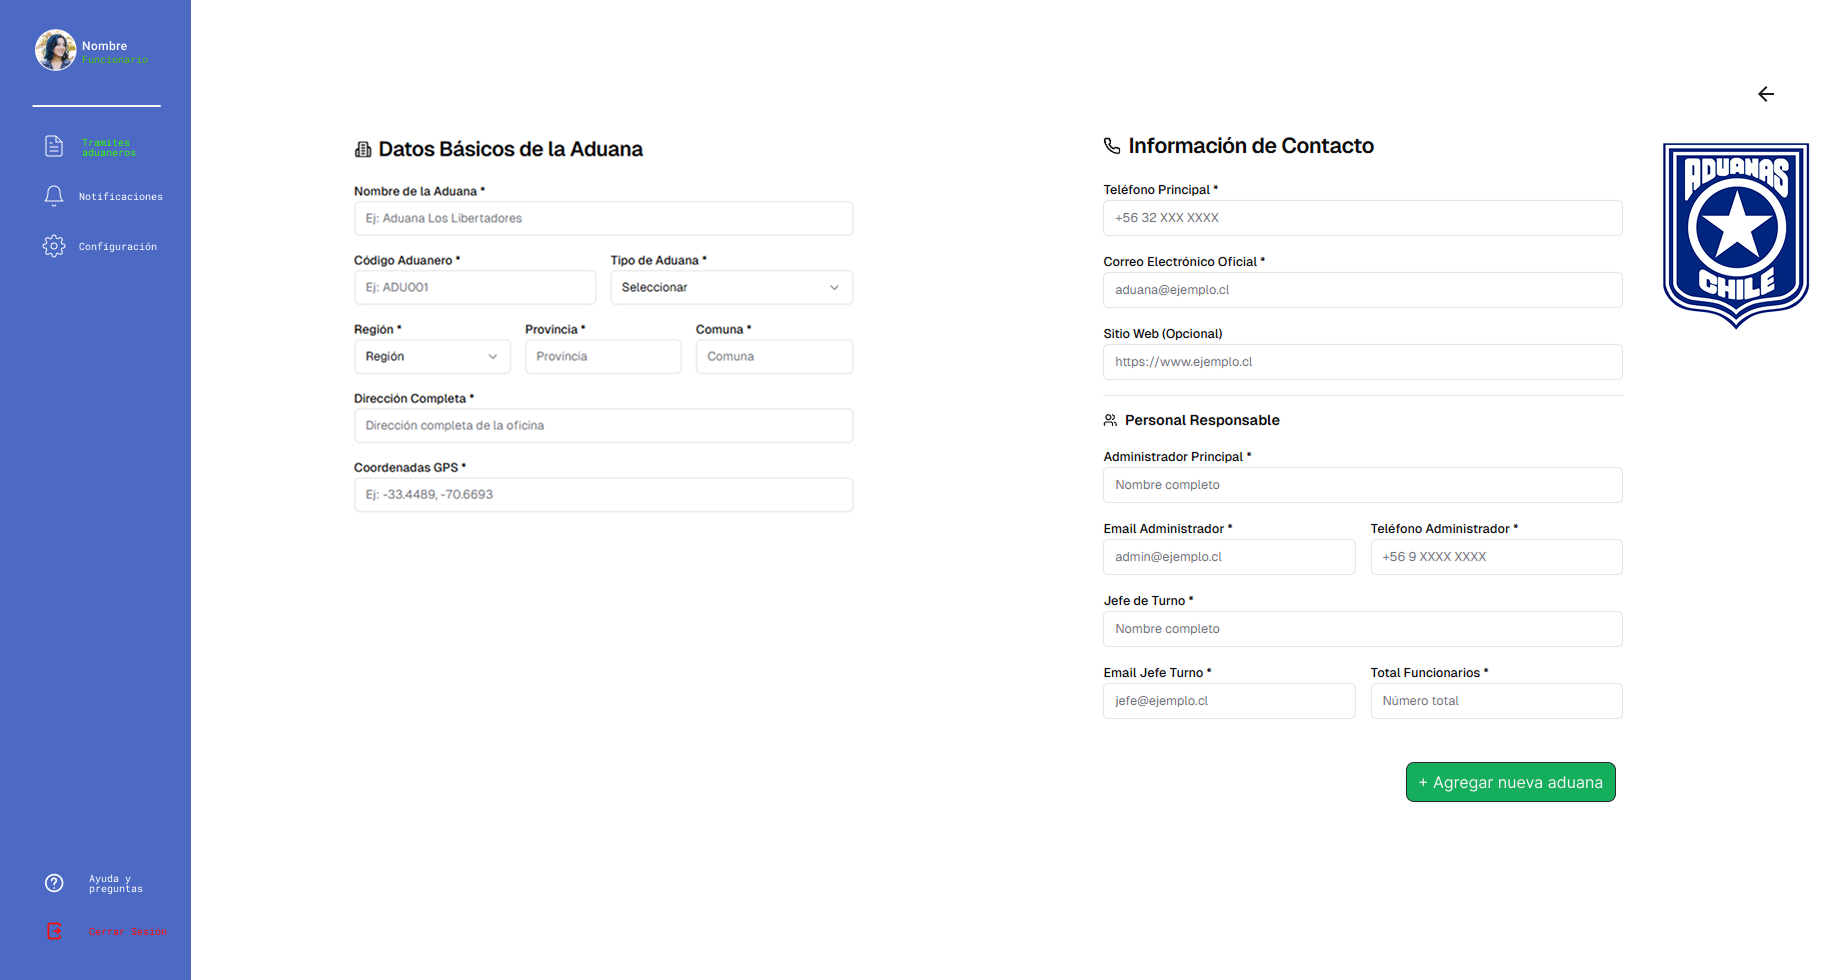 Nombre
Funcionario
Tramites
aduaneros
Notificaciones
Configuración
Ayuda y
preguntas
Cerrar Sesión
Datos Básicos de la Aduana
Nombre de la Aduana *
Ej: Aduana Los Libertadores
Código Aduanero *
Tipo de Aduana *
Ej: ADU001
Seleccionar
Región *
Provincia *
Comuna *
Región
Provincia
Comuna
Dirección Completa *
Dirección completa de la oficina
Coordenadas GPS *
Ej: -33.4489, -70.6693
Información de Contacto
Teléfono Principal *
+56 32 XXX XXXX
Correo Electrónico Oficial *
aduana@ejemplo.cl
Sitio Web (Opcional)
https://www.ejemplo.cl
Personal Responsable
Administrador Principal *
Nombre completo
Email Administrador *
Teléfono Administrador *
admin@ejemplo.cl
+56 9 XXXX XXXX
Jefe de Turno *
Nombre completo
Email Jefe Turno *
Total Funcionarios *
jefe@ejemplo.cl
Número total
+ Agregar nueva aduana
ADUANAS
CHILE